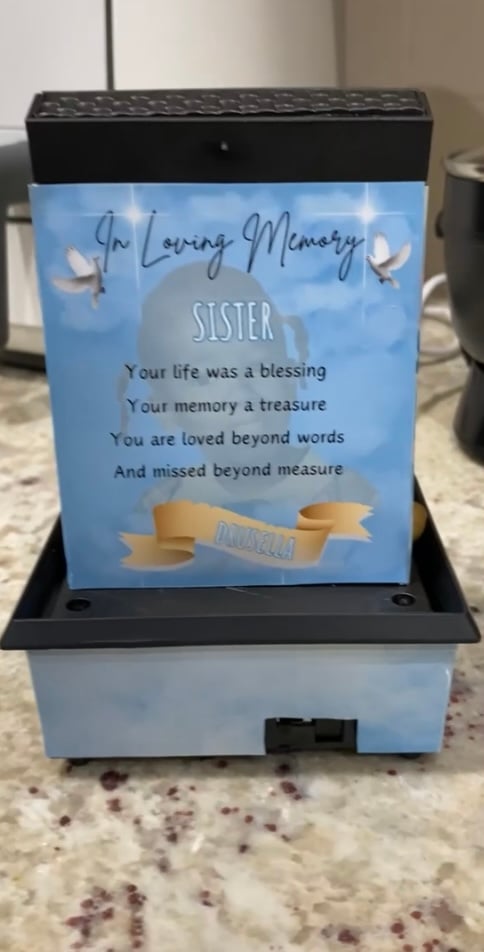 In Loving Memory
SISTER
Your life was a blessing
Your memory a treasure
You are loved beyond words
And missed beyond measure
DRUSELLA